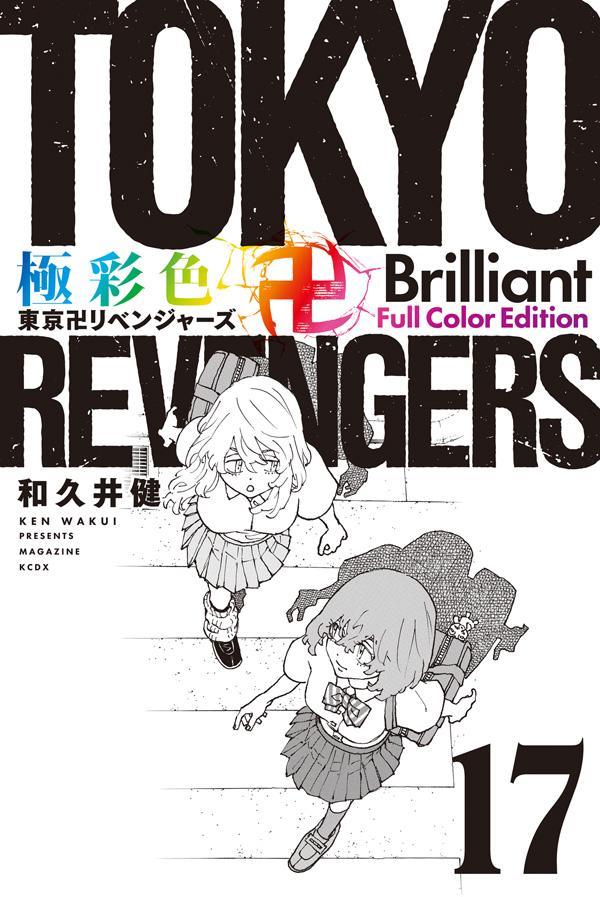 TOKYO
極彩色 卍 Brilliant
東京卍リベンジャーズ Full Color Edition
REVENGERS
和久井健
KEN WAKUI
PRESENTS
MAGAZINE
KCDX
17